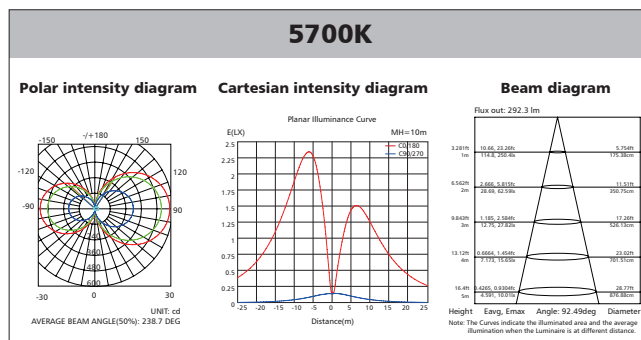 5700K
Polar intensity diagram
-/+180
-150
150
-120
120
-90
90
240
360
480
600
-30
0
30
UNIT: cd
AVERAGE BEAM ANGLE(50%): 238.7 DEG
Cartesian intensity diagram
Planar Illuminance Curve
E(LX)
MH=10m
C0/180
C90/270
2.5
2.25
2
1.75
1.5
1.25
1
0.75
0.5
0.25
0
-25 -20 -15 -10 -5 0 5 10 15 20 25
Distance(m)
Beam diagram
Flux out: 292.3 lm
3.281ft 10.66, 23.26fc 5.754ft
1m 114.8, 250.4lx 175.38cm
6.562ft 2.666, 5.815fc 11.51ft
2m 28.69, 62.59lx 350.75cm
9.843ft 1.185, 2.584fc 17.26ft
3m 12.75, 27.82lx 526.13cm
13.12ft 0.6664, 1.454fc 23.02ft
4m 7.173, 15.65lx 701.51cm
16.4ft 0.4265, 0.9304fc 28.77ft
5m 4.591, 10.01lx 876.88cm
Height Eavg, Emax Angle: 92.49deg Diameter
Note: The Curves indicate the illuminated area and the average
illumination when the Luminaire is at different distance.